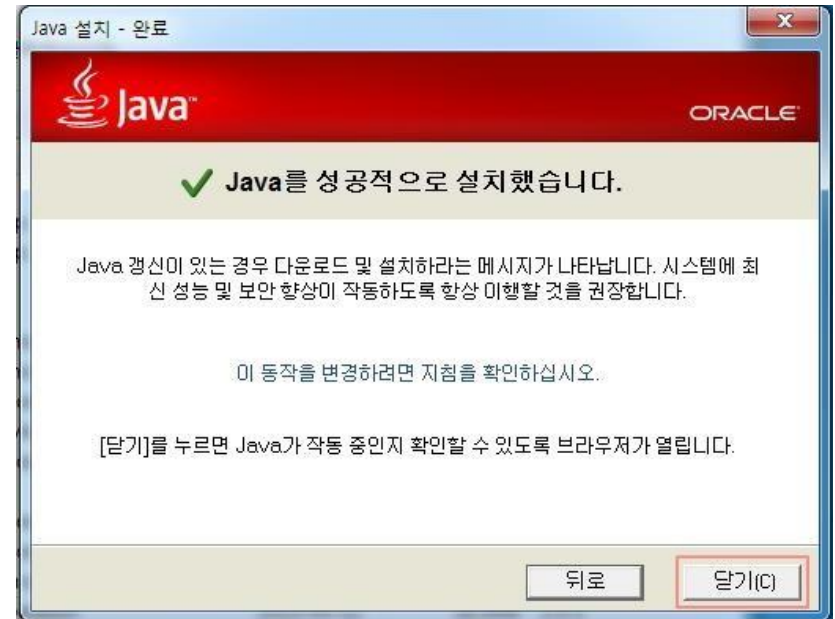 Java 설치 - 완료
Java™
ORACLE
Java를 성공적으로 설치했습니다.
Java 갱신이 있는 경우 다운로드 및 설치하라는 메시지가 나타납니다. 시스템에 최
신 성능 및 보안 향상이 작동하도록 항상 이행할 것을 권장합니다.
이 동작을 변경하려면 지침을 확인하십시오.
[닫기]를 누르면 Java가 작동 중인지 확인할 수 있도록 브라우저가 열립니다.
뒤로
닫기(C)